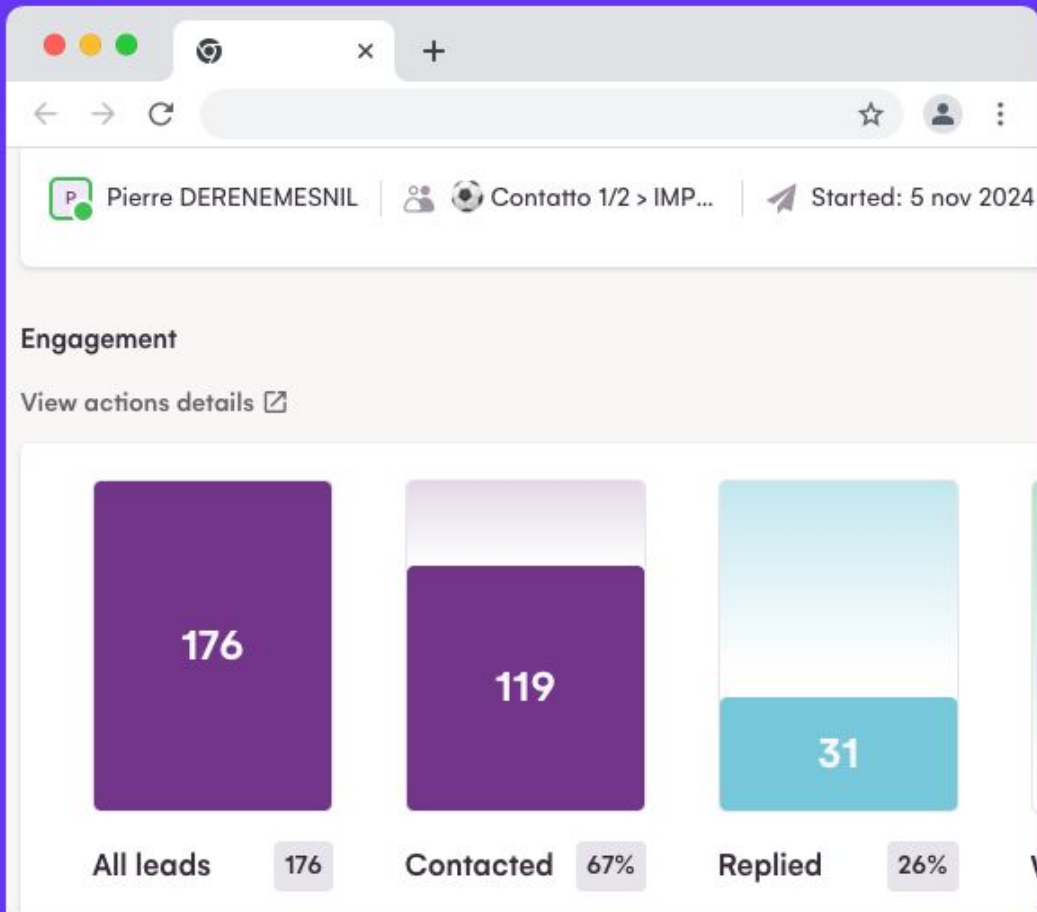 P Pierre DERENEMESNIL Contatto 1/2 > IMP... Started: 5 nov 2024
Engagement
View actions details
176
119
31
All leads 176 Contacted 67% Replied 26%